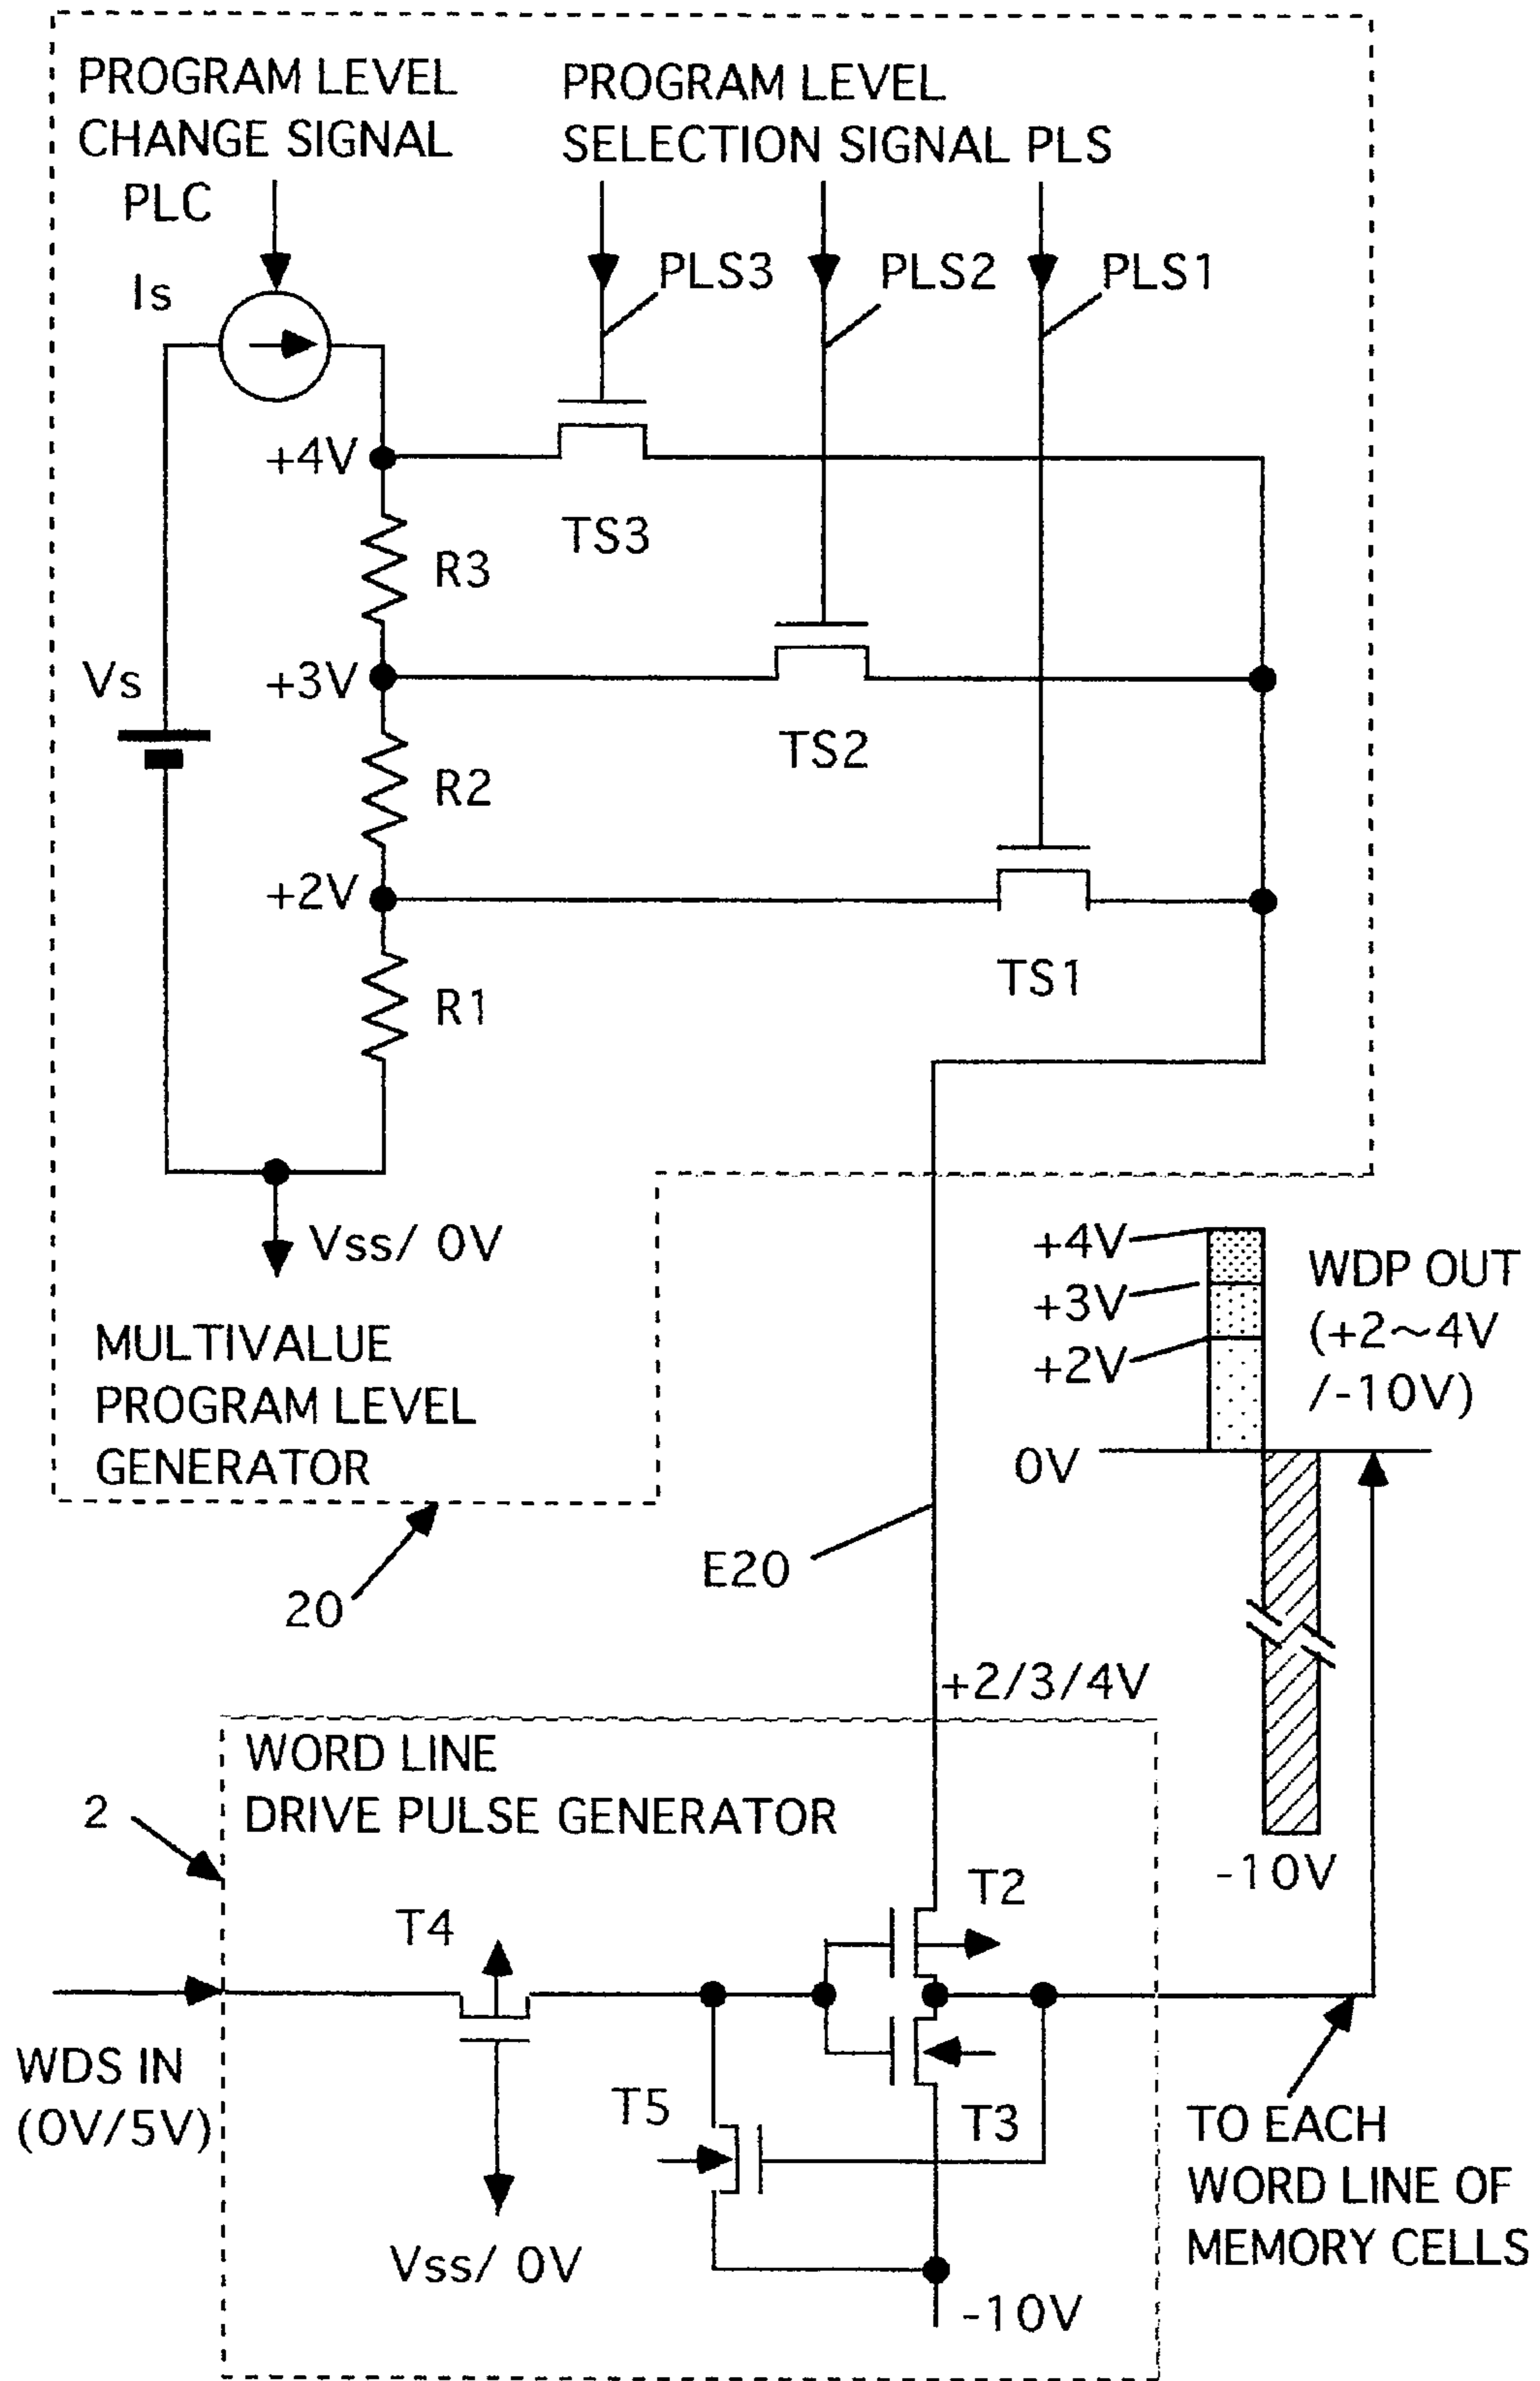 PROGRAM LEVEL
CHANGE SIGNAL
PLC
PROGRAM LEVEL
SELECTION SIGNAL PLS
Is
PLS3
PLS2
PLS1
+4V
TS3
R3
Vs
+3V
TS2
R2
+2V
TS1
R1
Vss/ 0V
MULTIVALUE
PROGRAM LEVEL
GENERATOR
20
+4V
+3V
+2V
0V
WDP OUT
(+2~4V
/-10V)
E20
+2/3/4V
-10V
WORD LINE
DRIVE PULSE GENERATOR
2
T4
T2
WDS IN
(0V/5V)
T5
T3
Vss/ 0V
-10V
TO EACH
WORD LINE OF
MEMORY CELLS